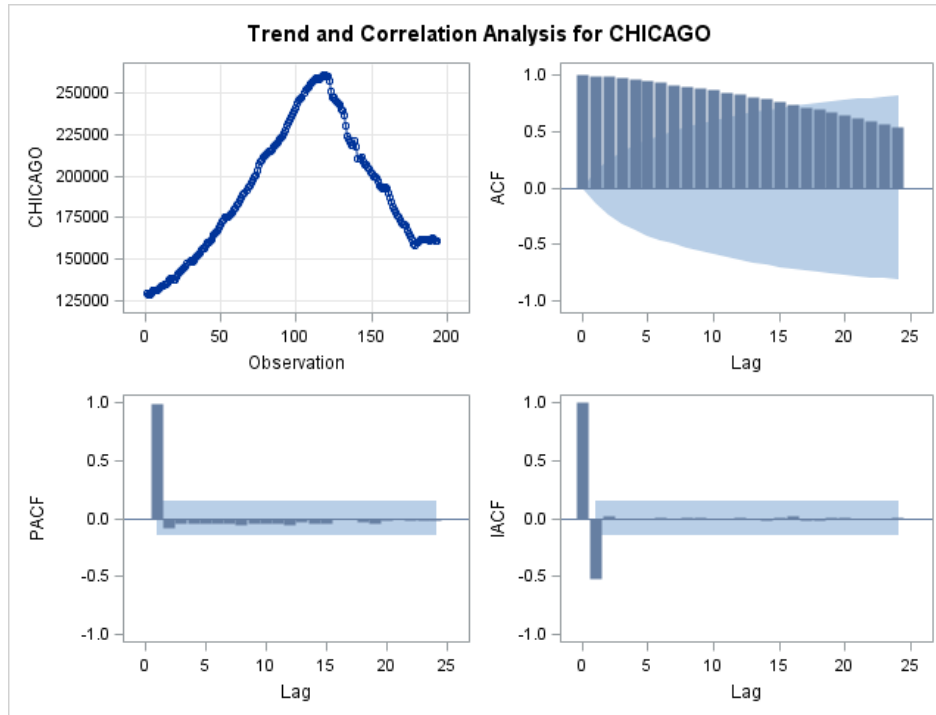 Trend and Correlation Analysis for CHICAGO
250000
225000
200000
175000
150000
125000
CHICAGO
0 50 100 150 200
Observation
1.0
0.5
0.0
-0.5
-1.0
ACF
0 5 10 15 20 25
Lag
1.0
0.5
0.0
-0.5
-1.0
PACF
0 5 10 15 20 25
Lag
1.0
0.5
0.0
-0.5
-1.0
IACF
0 5 10 15 20 25
Lag